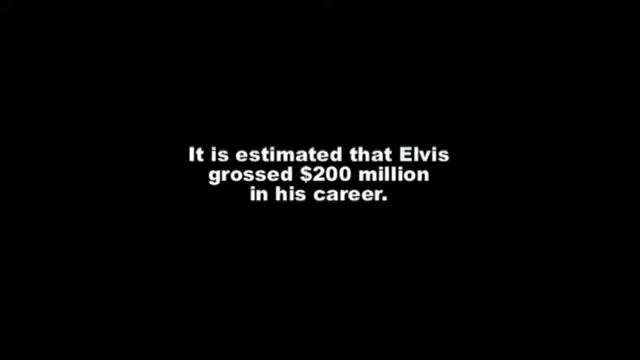 It is estimated that Elvis
grossed $200 million
in his career.